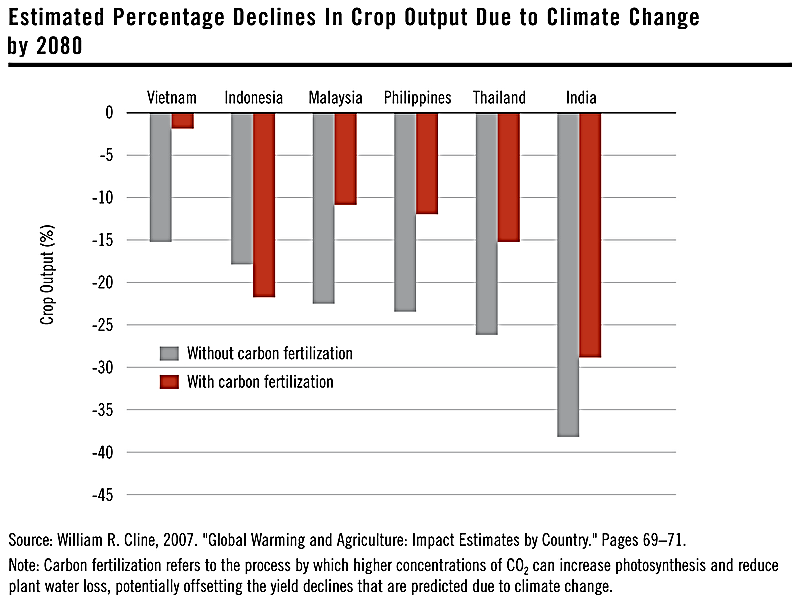 Estimated Percentage Declines In Crop Output Due to Climate Change
by 2080
Vietnam Indonesia Malaysia Philippines Thailand India
0
-5
-10
-15
-20
-25
-30
-35
-40
-45
Crop Output (%)
Without carbon fertilization
With carbon fertilization
Source: William R. Cline, 2007. "Global Warming and Agriculture: Impact Estimates by Country." Pages 69–71.
Note: Carbon fertilization refers to the process by which higher concentrations of CO₂ can increase photosynthesis and reduce
plant water loss, potentially offsetting the yield declines that are predicted due to climate change.